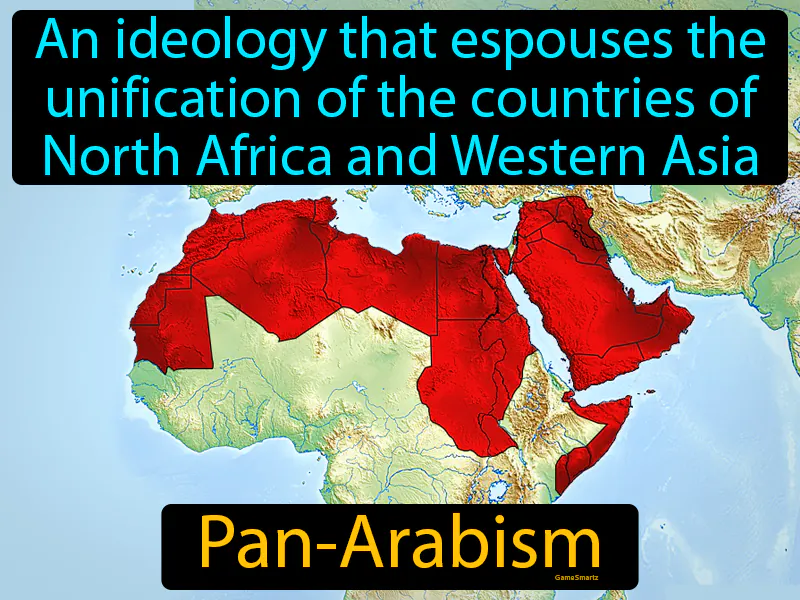 An ideology that espouses the
unification of the countries of
North Africa and Western Asia
Pan-Arabism
GameSmartz